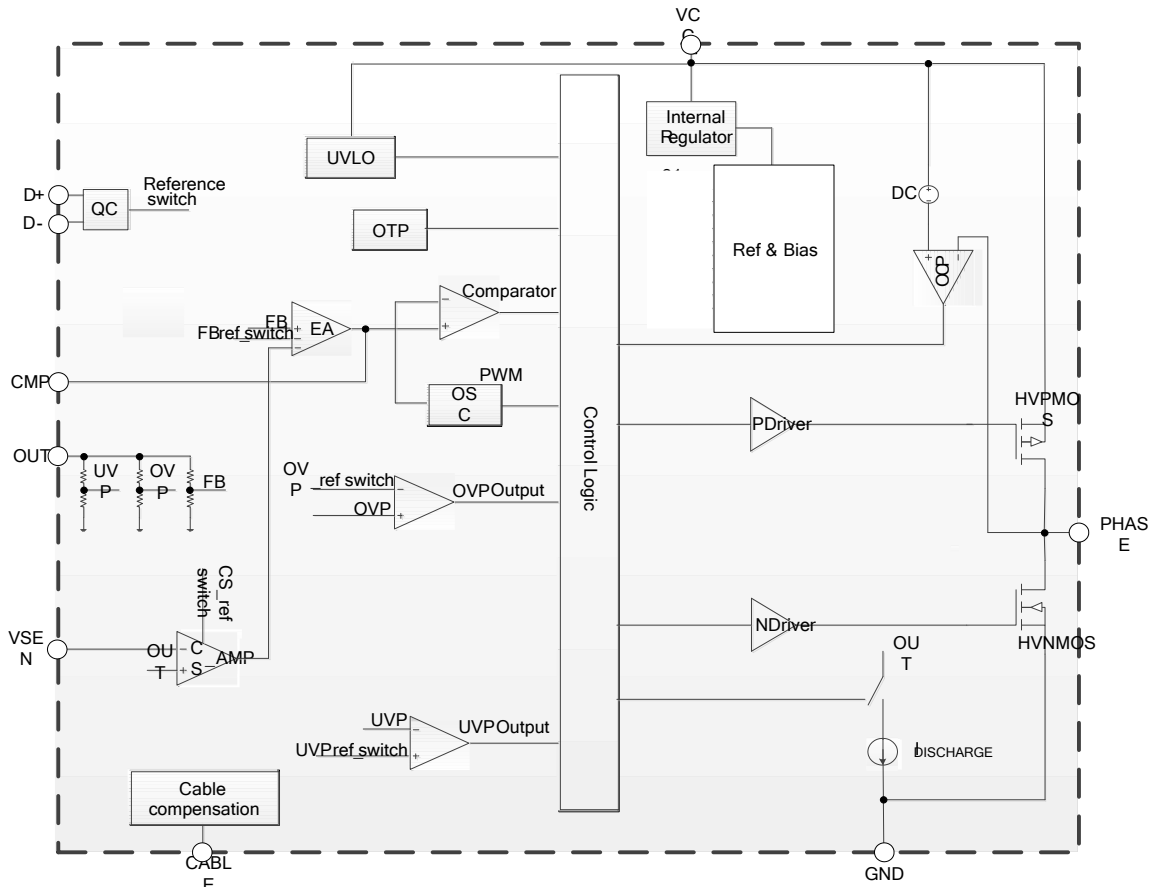 VC
C
Internal
Regulator
UVLO
Reference
switch
D+
D-
QC
DC
OTP
Ref & Bias
+
-
OCP
Comparator
-
+
FB
+
EA
FBref_switch
-
-
CMP
PWM
OS
C
HVPMO
S
PDriver
Control Logic
OUT
UV
P
OV
P
FB
OV
P
_ref switch
-
OVP
+
OVPOutput
PHAS
E
CS_ref
switch
VSE
N
OU
T
-
+
C
S_AMP
NDriver
HVNMOS
OU
T
UVP
-
UVPref_switch
+
UVPOutput
I
DISCHARGE
Cable
compensation
CABL
E
GND